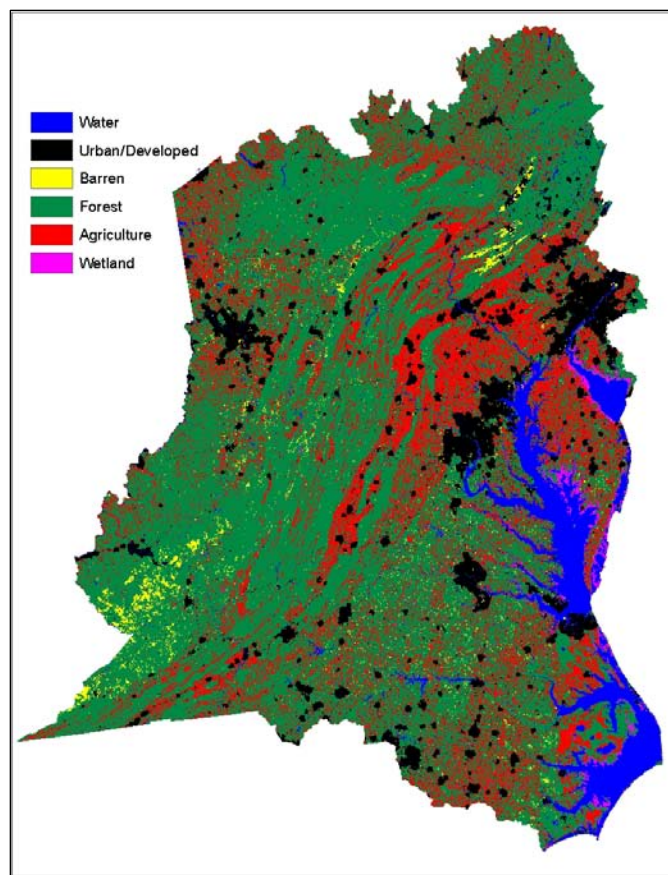 Water
Urban/Developed
Barren
Forest
Agriculture
Wetland